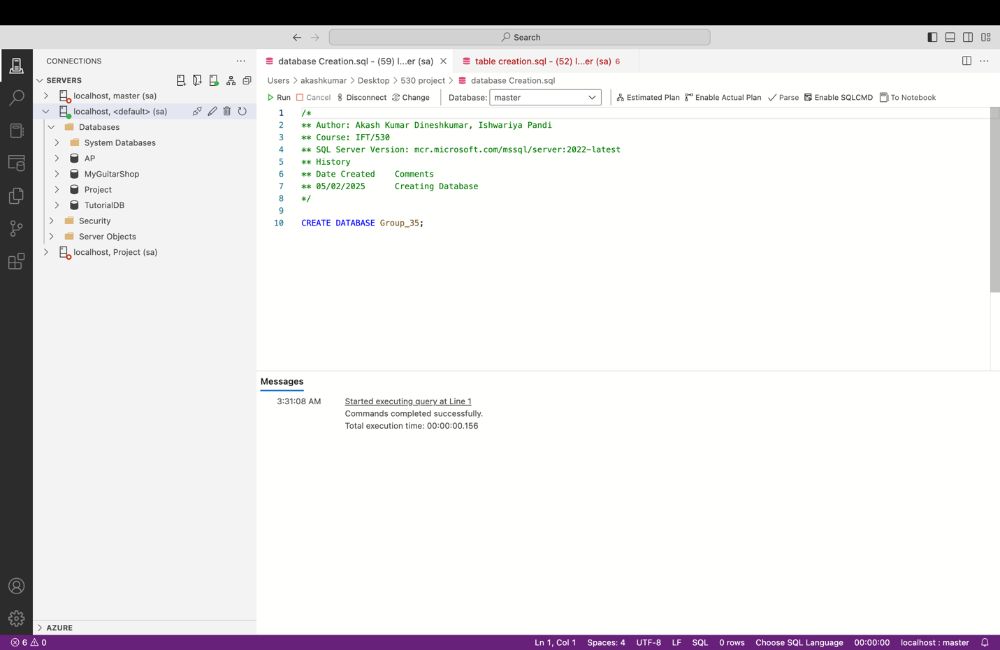 Search
CONNECTIONS
SERVERS
localhost, master (sa)
localhost, <default> (sa)
Databases
System Databases
AP
MyGuitarShop
Project
TutorialDB
Security
Server Objects
localhost, Project (sa)
AZURE
database Creation.sql - (59) l...er (sa)
table creation.sql - (52) l...er (sa) 6
Users > akashkumar > Desktop > 530 project > database Creation.sql
Run Cancel Disconnect Change Database: master Estimated Plan Enable Actual Plan Parse Enable SQLCMD To Notebook
1 /*
2 ** Author: Akash Kumar Dineshkumar, Ishwariya Pandi
3 ** Course: IFT/530
4 ** SQL Server Version: mcr.microsoft.com/mssql/server:2022-latest
5 ** History
6 ** Date Created    Comments
7 ** 05/02/2025      Creating Database
8 */
9
10 CREATE DATABASE Group_35;
Messages
3:31:08 AM Started executing query at Line 1
Commands completed successfully.
Total execution time: 00:00:00.156
6 0 Ln 1, Col 1 Spaces: 4 UTF-8 LF SQL 0 rows Choose SQL Language 00:00:00 localhost : master